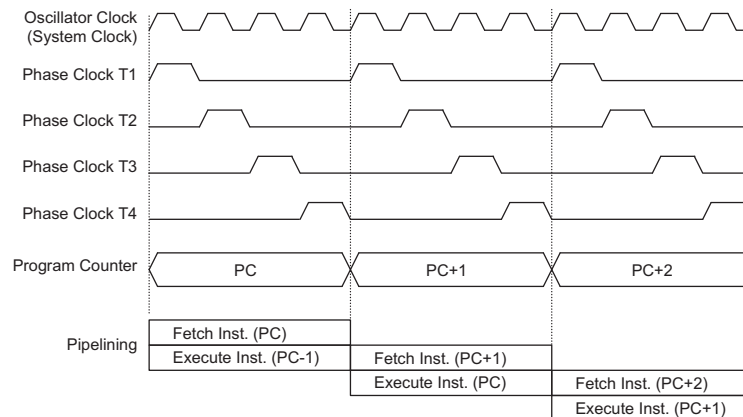 Oscillator Clock
(System Clock)
Phase Clock T1
Phase Clock T2
Phase Clock T3
Phase Clock T4
Program Counter
PC
PC+1
PC+2
Pipelining
Fetch Inst. (PC)
Execute Inst. (PC-1)
Fetch Inst. (PC+1)
Execute Inst. (PC)
Fetch Inst. (PC+2)
Execute Inst. (PC+1)